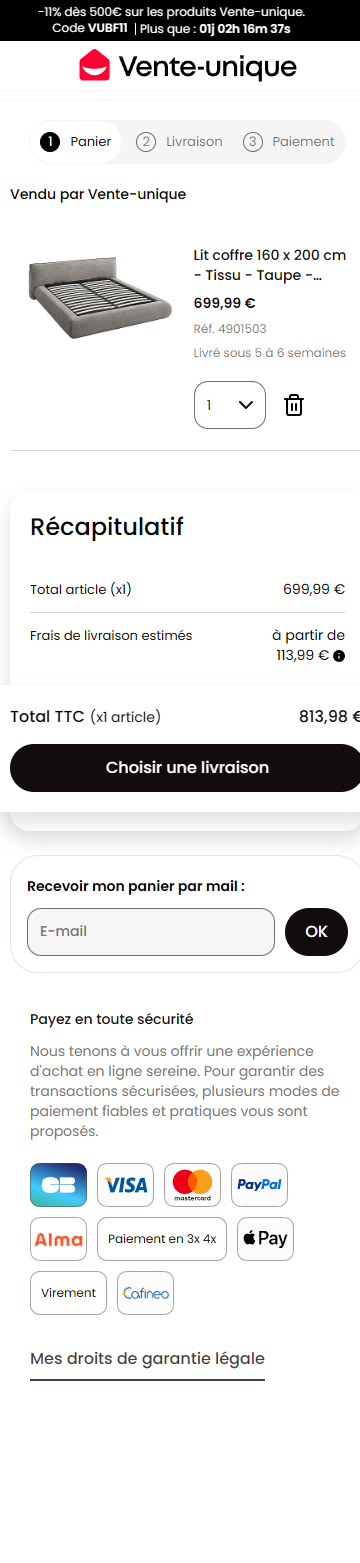 -11% dès 500€ sur les produits Vente-unique.
Code VUBF11 | Plus que : 01j 02h 16m 37s
Vente-unique
1 Panier 2 Livraison 3 Paiement
Vendu par Vente-unique
Lit coffre 160 x 200 cm
- Tissu - Taupe -...
699,99 €
Réf. 4901503
Livré sous 5 à 6 semaines
1
Récapitulatif
Total article (x1) 699,99 €
Frais de livraison estimés à partir de
113,99 €
Total TTC (x1 article) 813,98 €
Choisir une livraison
Recevoir mon panier par mail :
E-mail OK
Payez en toute sécurité
Nous tenons à vous offrir une expérience
d'achat en ligne sereine. Pour garantir des
transactions sécurisées, plusieurs modes de
paiement fiables et pratiques vous sont
proposés.
CB VISA mastercard PayPal
Alma Paiement en 3x 4x Pay
Virement Cofineo
Mes droits de garantie légale